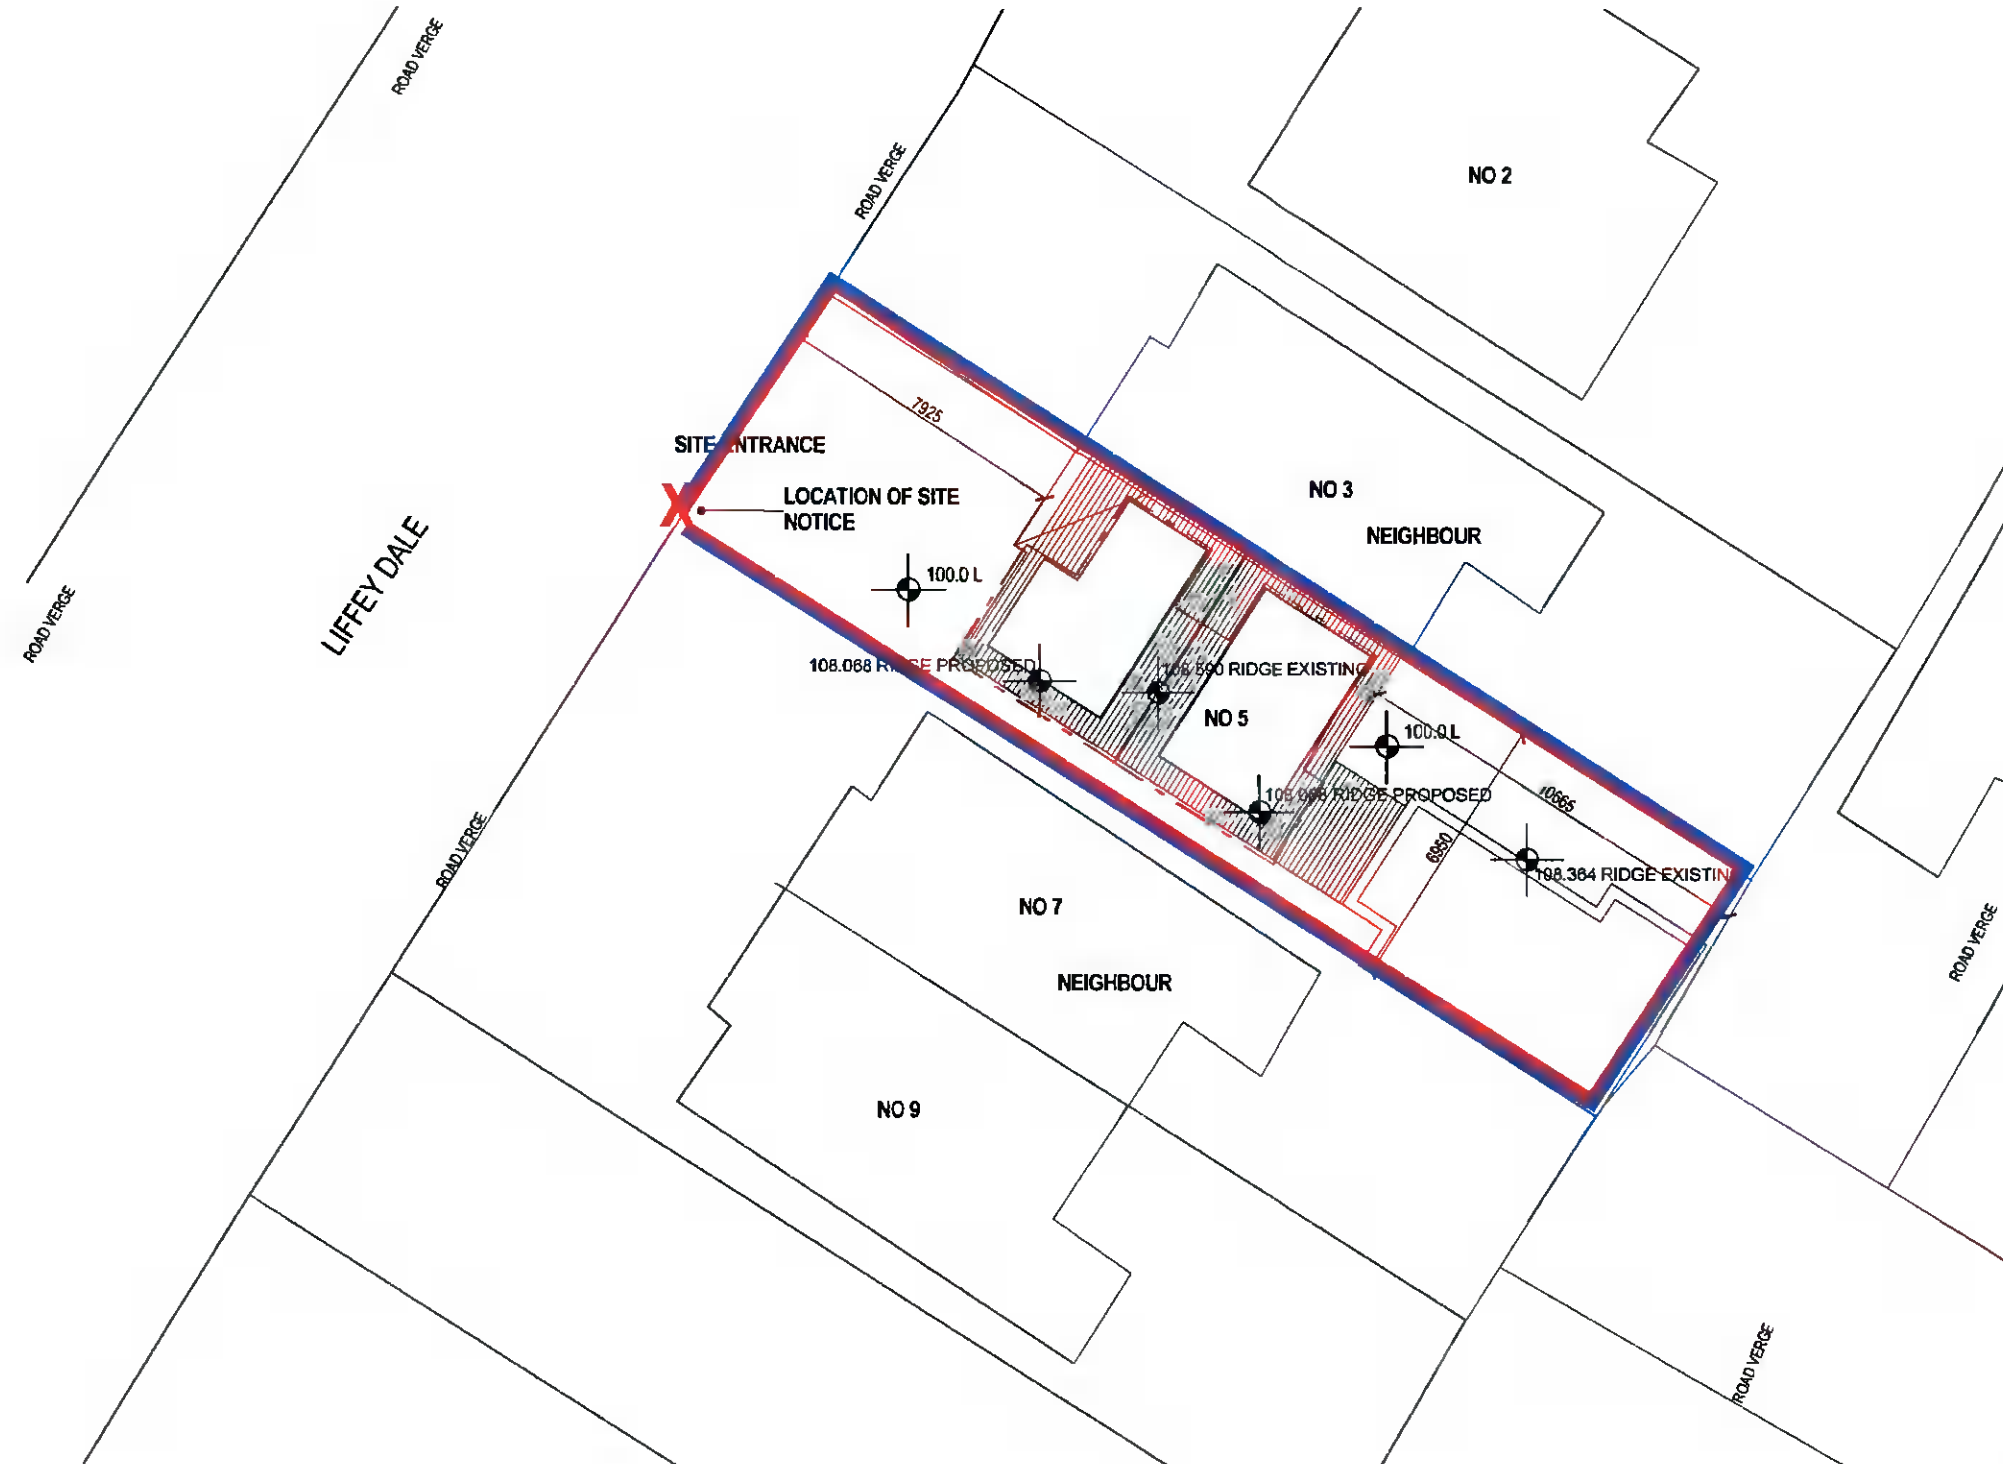 ROAD VERGE
ROAD VERGE
NO 2
7925
SITE ENTRANCE
LOCATION OF SITE
NOTICE
NO 3
NEIGHBOUR
LIFFEY DALE
100.0 L
ROAD VERGE
108.068 RIDGE PROPOSED
RIDGE EXISTING
NO 5
100.0 L
RIDGE PROPOSED
10665
6950
108.364 RIDGE EXISTIN
ROAD VERGE
NO 7
NEIGHBOUR
ROAD VERGE
NO 9
ROAD VERGE